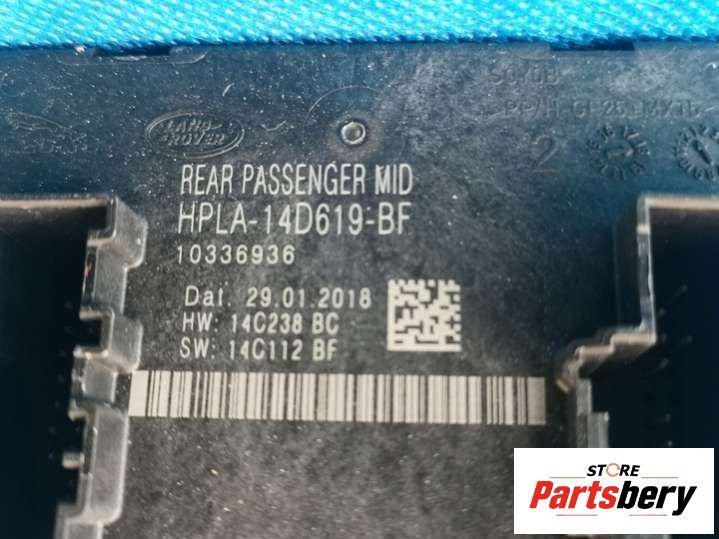 LAND-
ROVER
2
REAR PASSENGER MID
HPLA-14D619-BF
10336936
Dat. 29.01.2018
HW: 14C238 BC
SW: 14C112 BF
STORE
Partsbery